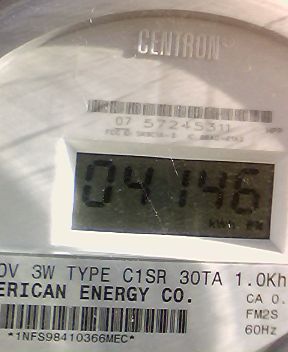 CENTRON
07 57245311
04146
0V 3W TYPE C1SR 30TA 1.0Kh
ERICAN ENERGY CO.
CA 0.
FM2S
60Hz
*1NFS98410366MEC*